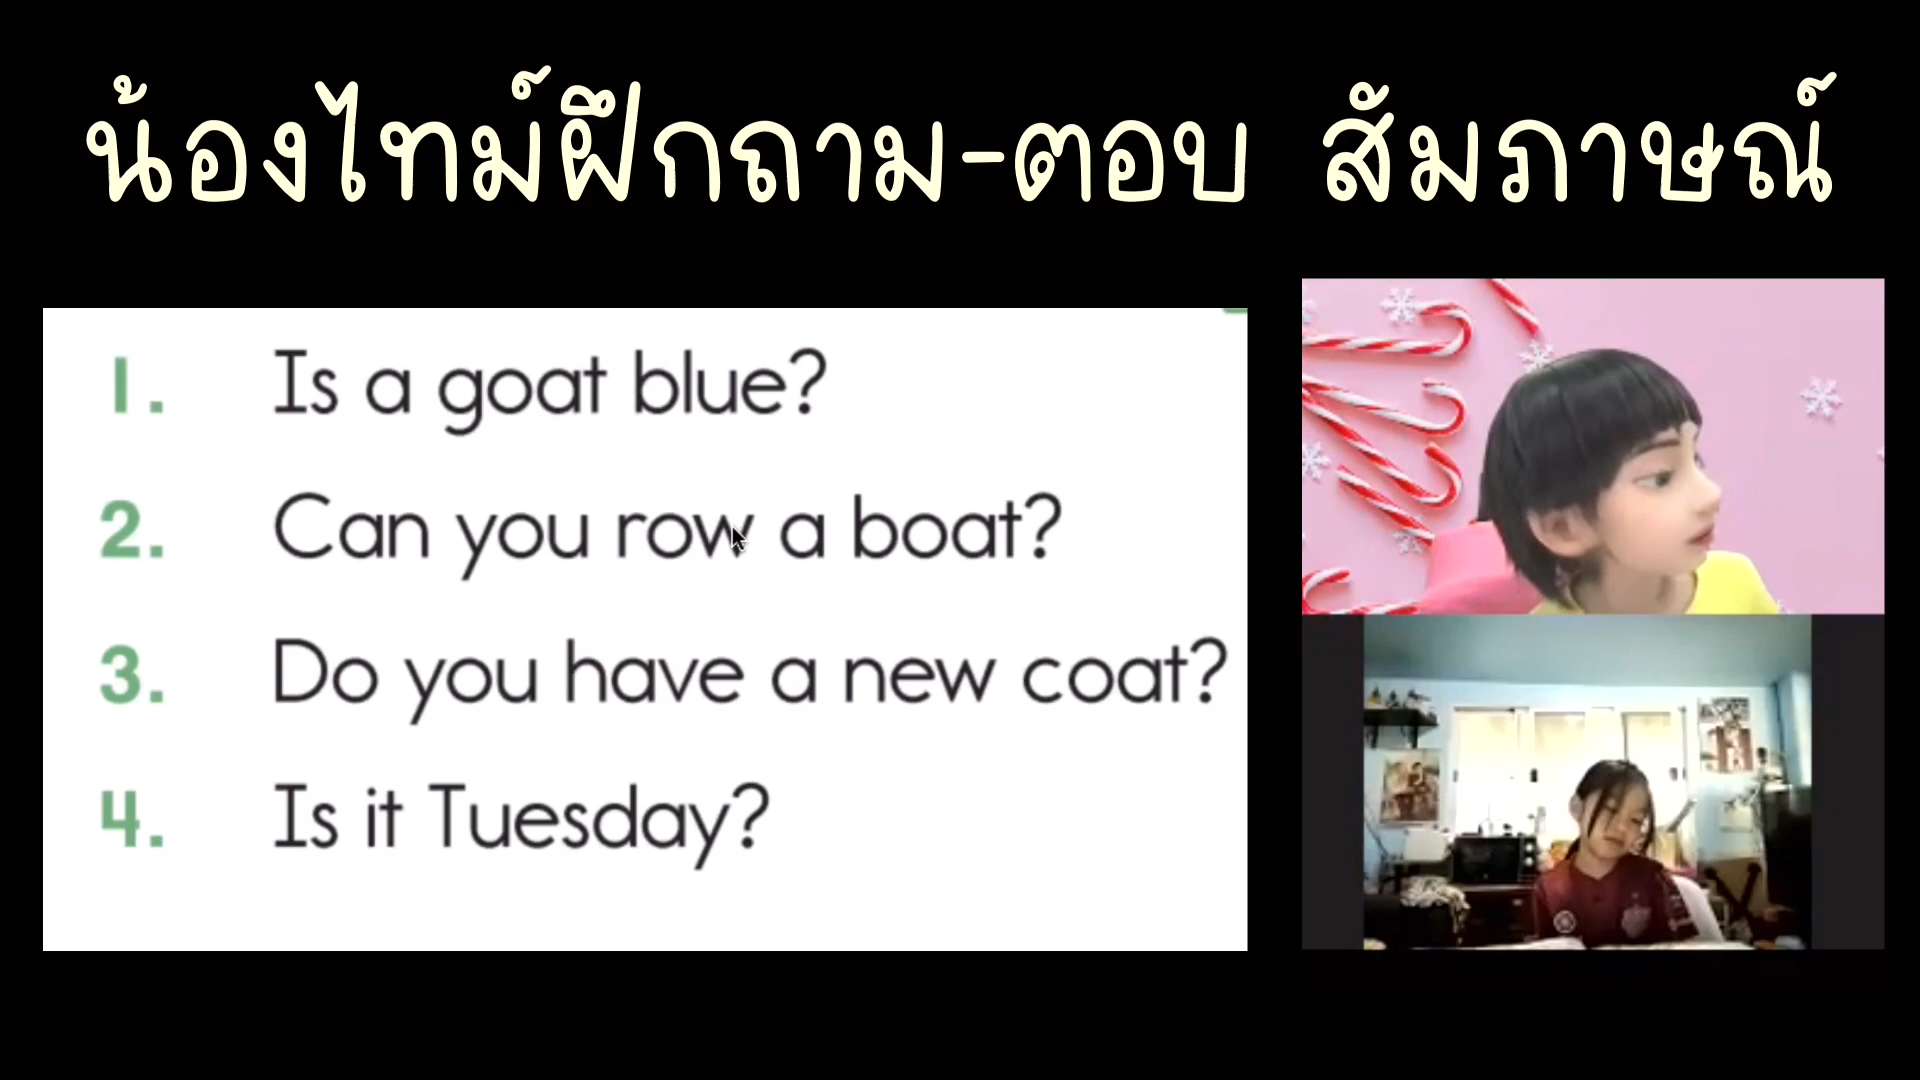 น้องไทม์ฝึกถาม-ตอบ สัมภาษณ์
1. Is a goat blue?
2. Can you row a boat?
3. Do you have a new coat?
4. Is it Tuesday?